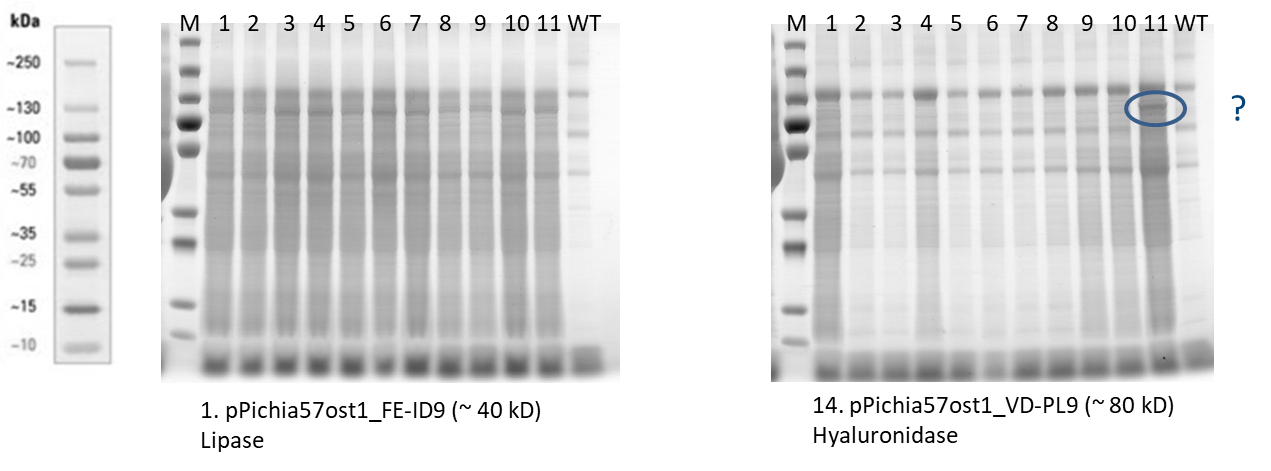 kDa
~250
~130
~100
~70
~55
~35
~25
~15
~10
M 1 2 3 4 5 6 7 8 9 10 11 WT
1. pPichia57ost1_FE-ID9 (~ 40 kD)
Lipase
M 1 2 3 4 5 6 7 8 9 10 11 WT
?
14. pPichia57ost1_VD-PL9 (~ 80 kD)
Hyaluronidase